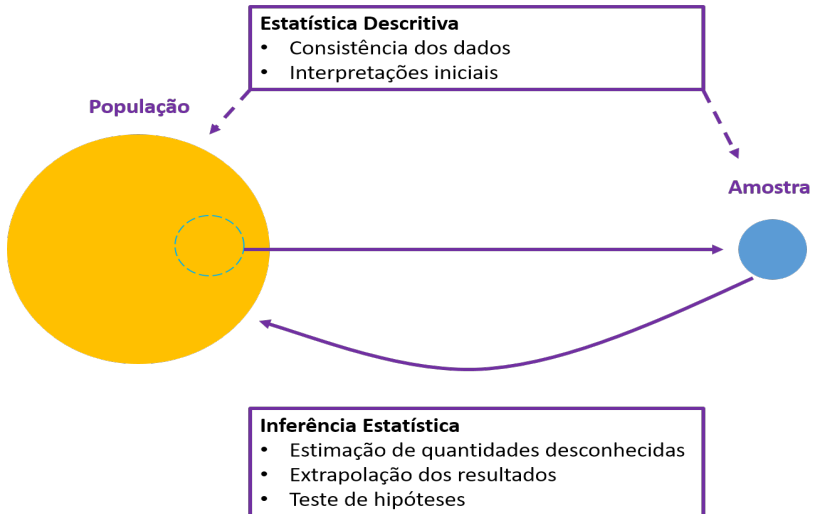 Estatística Descritiva
• Consistência dos dados
• Interpretações iniciais
População
Amostra
Inferência Estatística
• Estimação de quantidades desconhecidas
• Extrapolação dos resultados
• Teste de hipóteses